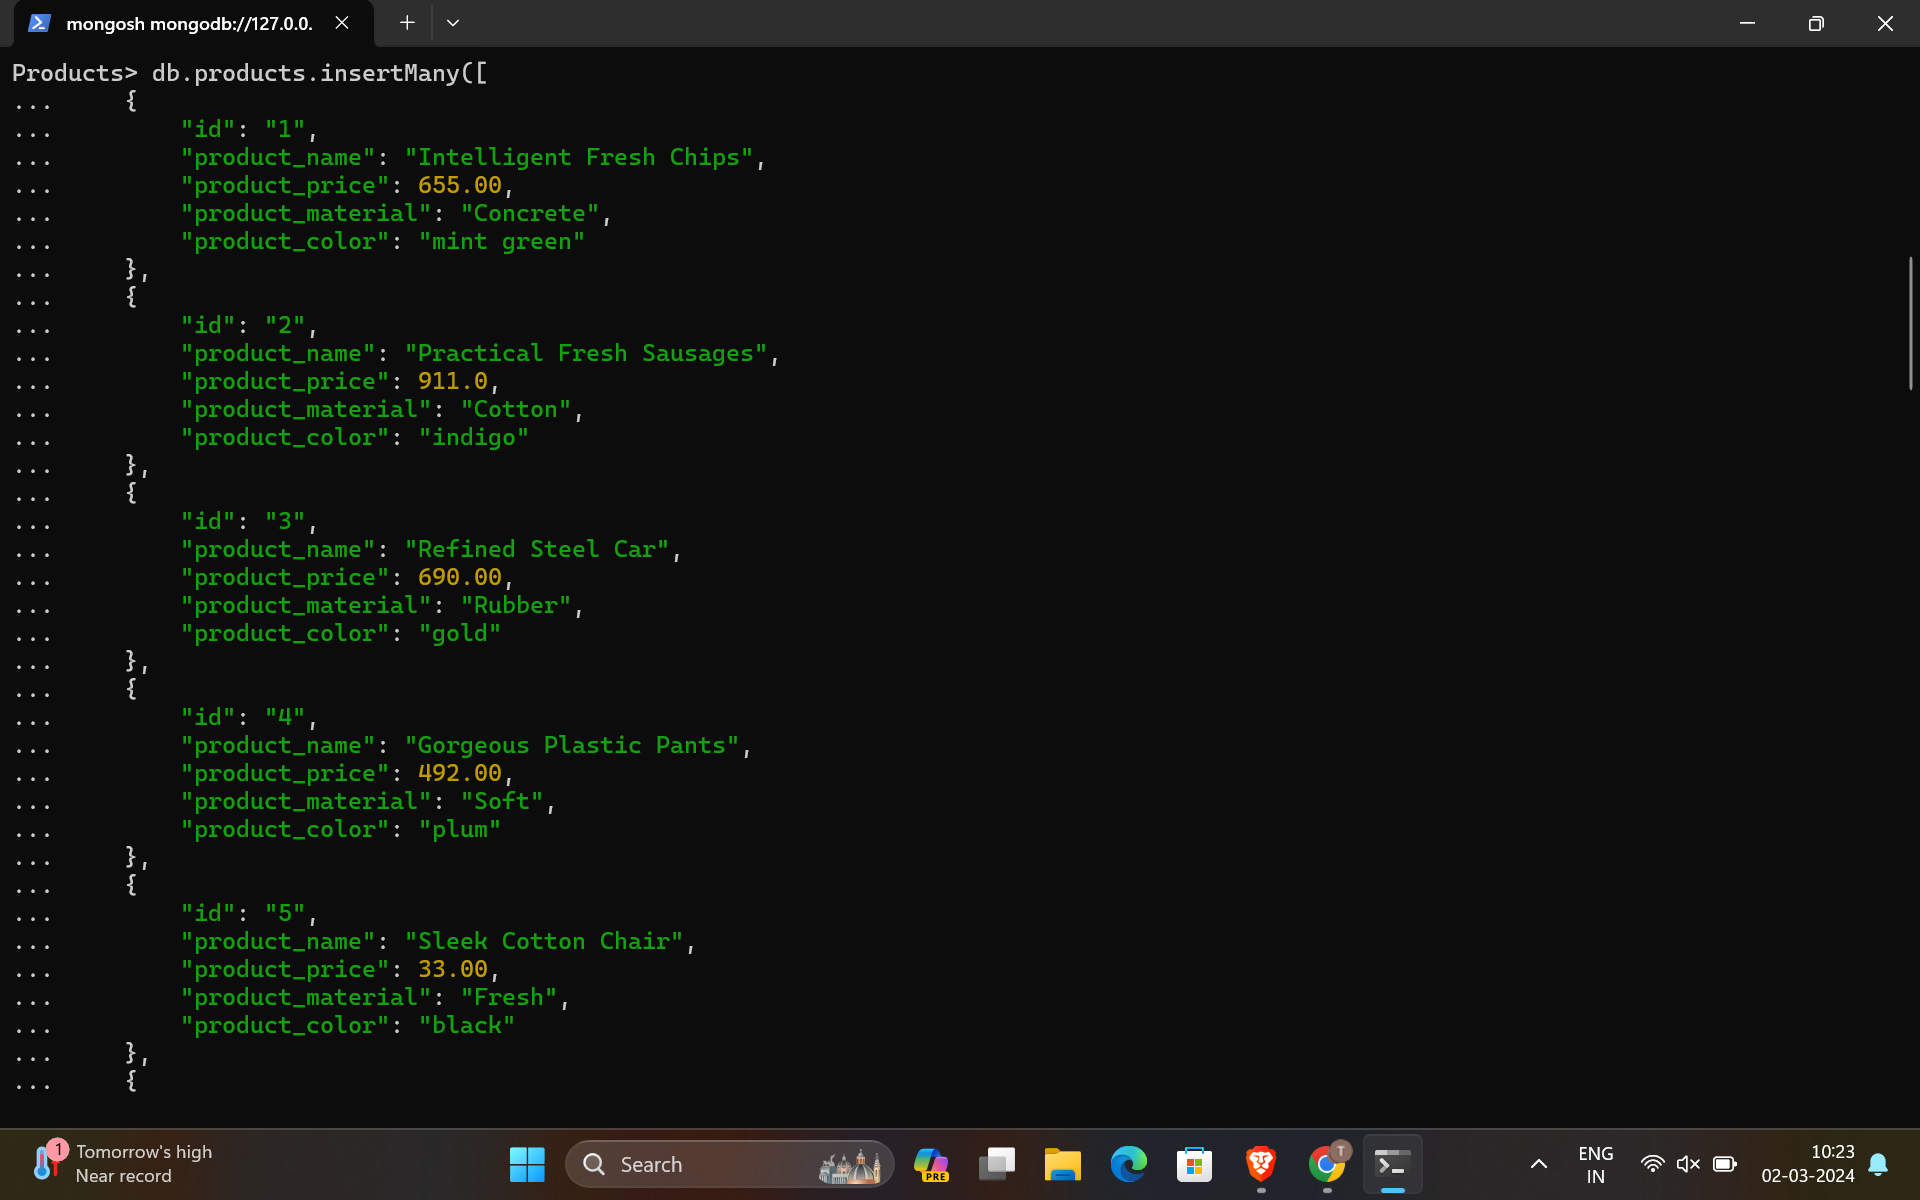 mongosh mongodb://127.0.0.
Products> db.products.insertMany([
...     {
...         "id": "1",
...         "product_name": "Intelligent Fresh Chips",
...         "product_price": 655.00,
...         "product_material": "Concrete",
...         "product_color": "mint green"
...     },
...     {
...         "id": "2",
...         "product_name": "Practical Fresh Sausages",
...         "product_price": 911.0,
...         "product_material": "Cotton",
...         "product_color": "indigo"
...     },
...     {
...         "id": "3",
...         "product_name": "Refined Steel Car",
...         "product_price": 690.00,
...         "product_material": "Rubber",
...         "product_color": "gold"
...     },
...     {
...         "id": "4",
...         "product_name": "Gorgeous Plastic Pants",
...         "product_price": 492.00,
...         "product_material": "Soft",
...         "product_color": "plum"
...     },
...     {
...         "id": "5",
...         "product_name": "Sleek Cotton Chair",
...         "product_price": 33.00,
...         "product_material": "Fresh",
...         "product_color": "black"
...     },
...     {
1
Tomorrow's high
Near record
Search
PRE
T
ENG
IN
10:23
02-03-2024